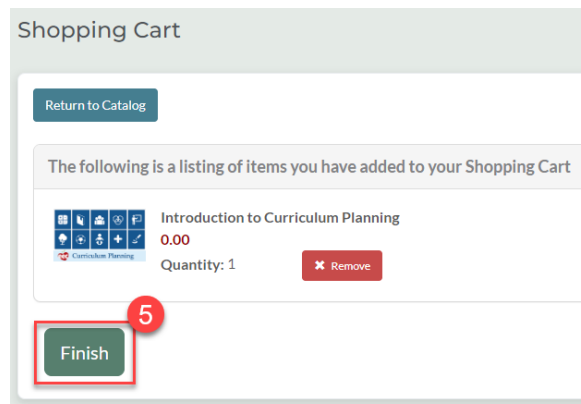 Shopping Cart
Return to Catalog
The following is a listing of items you have added to your Shopping Cart
Introduction to Curriculum Planning
0.00
Curriculum Planning
Quantity: 1
✖ Remove
5
Finish